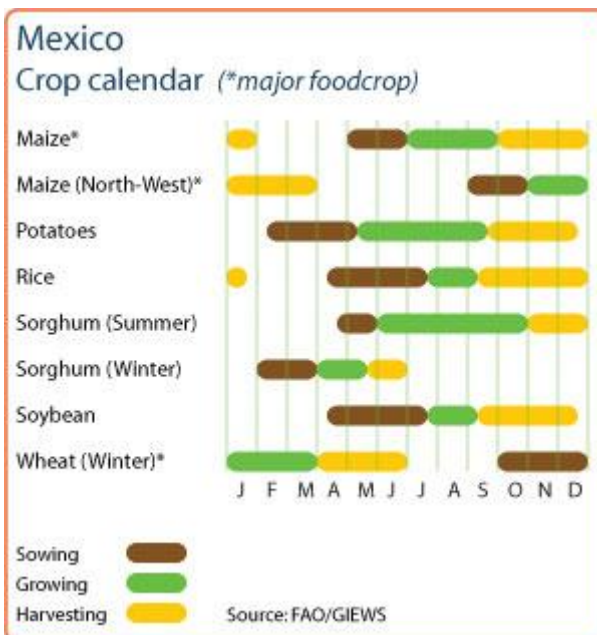 Mexico
Crop calendar (*major foodcrop)
Maize*
Maize (North-West)*
Potatoes
Rice
Sorghum (Summer)
Sorghum (Winter)
Soybean
Wheat (Winter)*
J F M A M J J A S O N D
Sowing
Growing
Harvesting
Source: FAO/GIEWS